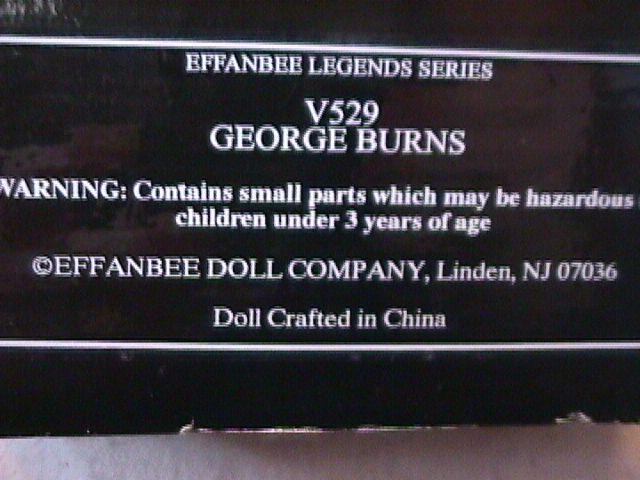 EFFANBEE LEGENDS SERIES
V529
GEORGE BURNS
WARNING: Contains small parts which may be hazardous
children under 3 years of age
©EFFANBEE DOLL COMPANY, Linden, NJ 07036
Doll Crafted in China